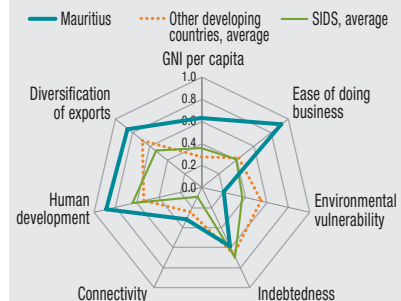 Mauritius
Other developing
countries, average
SIDS, average
GNI per capita
1.0
0.8
0.6
0.4
0.2
0.0
Diversification
of exports
Ease of doing
business
Human
development
Environmental
vulnerability
Connectivity
Indebtedness